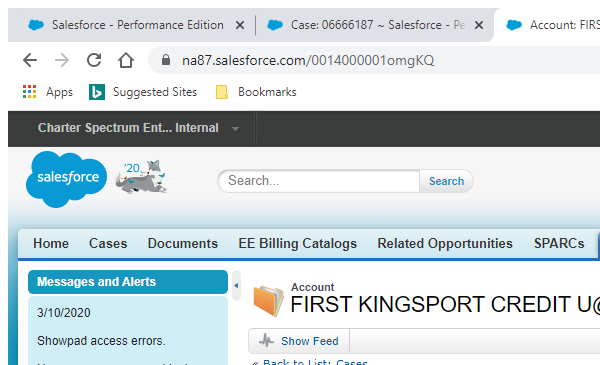 Salesforce - Performance Edition
Case: 06666187 ~ Salesforce - Pe
Account: FIRS
na87.salesforce.com/0014000001omgKQ
Apps
Suggested Sites
Bookmarks
Charter Spectrum Ent... Internal
salesforce
'20
Search...
Search
Home
Cases
Documents
EE Billing Catalogs
Related Opportunities
SPARCs
Messages and Alerts
3/10/2020
Showpad access errors.
Account
FIRST KINGSPORT CREDIT U@
Show Feed
« Back to List: Cases